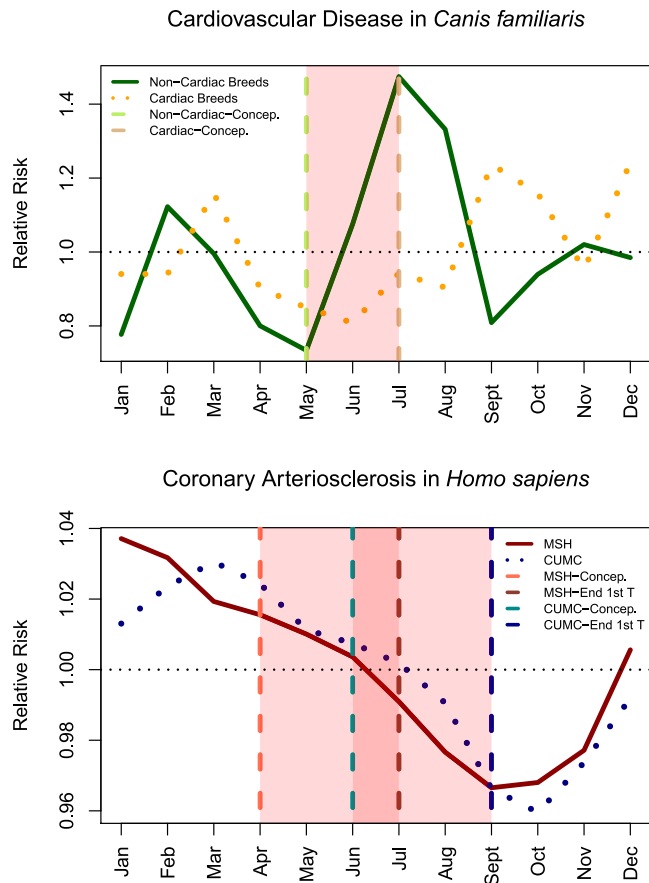 Cardiovascular Disease in Canis familiaris
Relative Risk
1.4
1.2
1.0
0.8
Non−Cardiac Breeds
Cardiac Breeds
Non−Cardiac−Concep.
Cardiac−Concep.
Jan
Feb
Mar
Apr
May
Jun
Jul
Aug
Sept
Oct
Nov
Dec
Coronary Arteriosclerosis in Homo sapiens
Relative Risk
1.04
1.02
1.00
0.98
0.96
MSH
CUMC
MSH−Concep.
MSH−End 1st T
CUMC−Concep.
CUMC−End 1st T
Jan
Feb
Mar
Apr
May
Jun
Jul
Aug
Sept
Oct
Nov
Dec